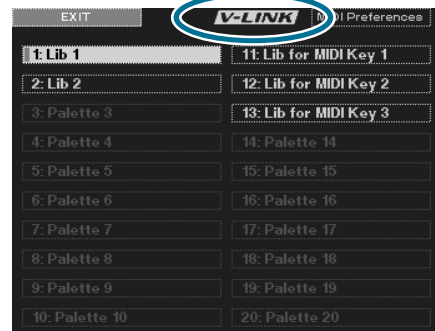 EXIT V-LINK MIDI Preferences
1: Lib 1
2: Lib 2
3: Palette 3
4: Palette 4
5: Palette 5
6: Palette 6
7: Palette 7
8: Palette 8
9: Palette 9
10: Palette 10
11: Lib for MIDI Key 1
12: Lib for MIDI Key 2
13: Lib for MIDI Key 3
14: Palette 14
15: Palette 15
16: Palette 16
17: Palette 17
18: Palette 18
19: Palette 19
20: Palette 20